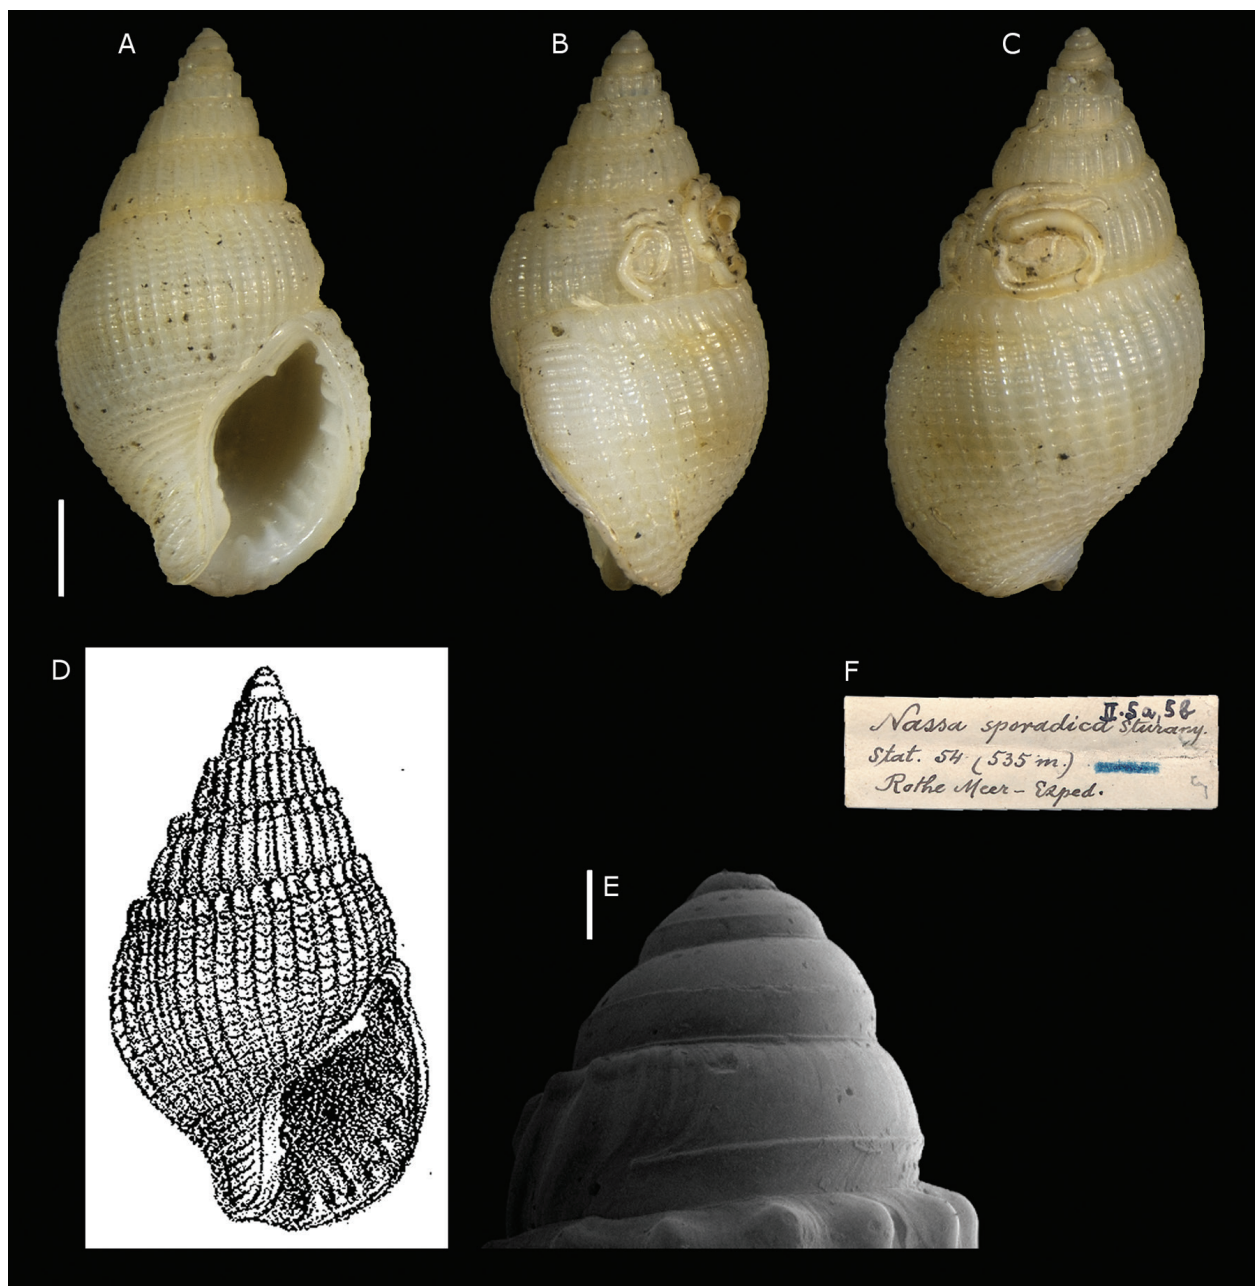 A
B
C
D
F
II. 5a, 5b
Nassa sporadica Sturany.
Stat. 54 (535 m.)
Rothe Meer - Exped.
E